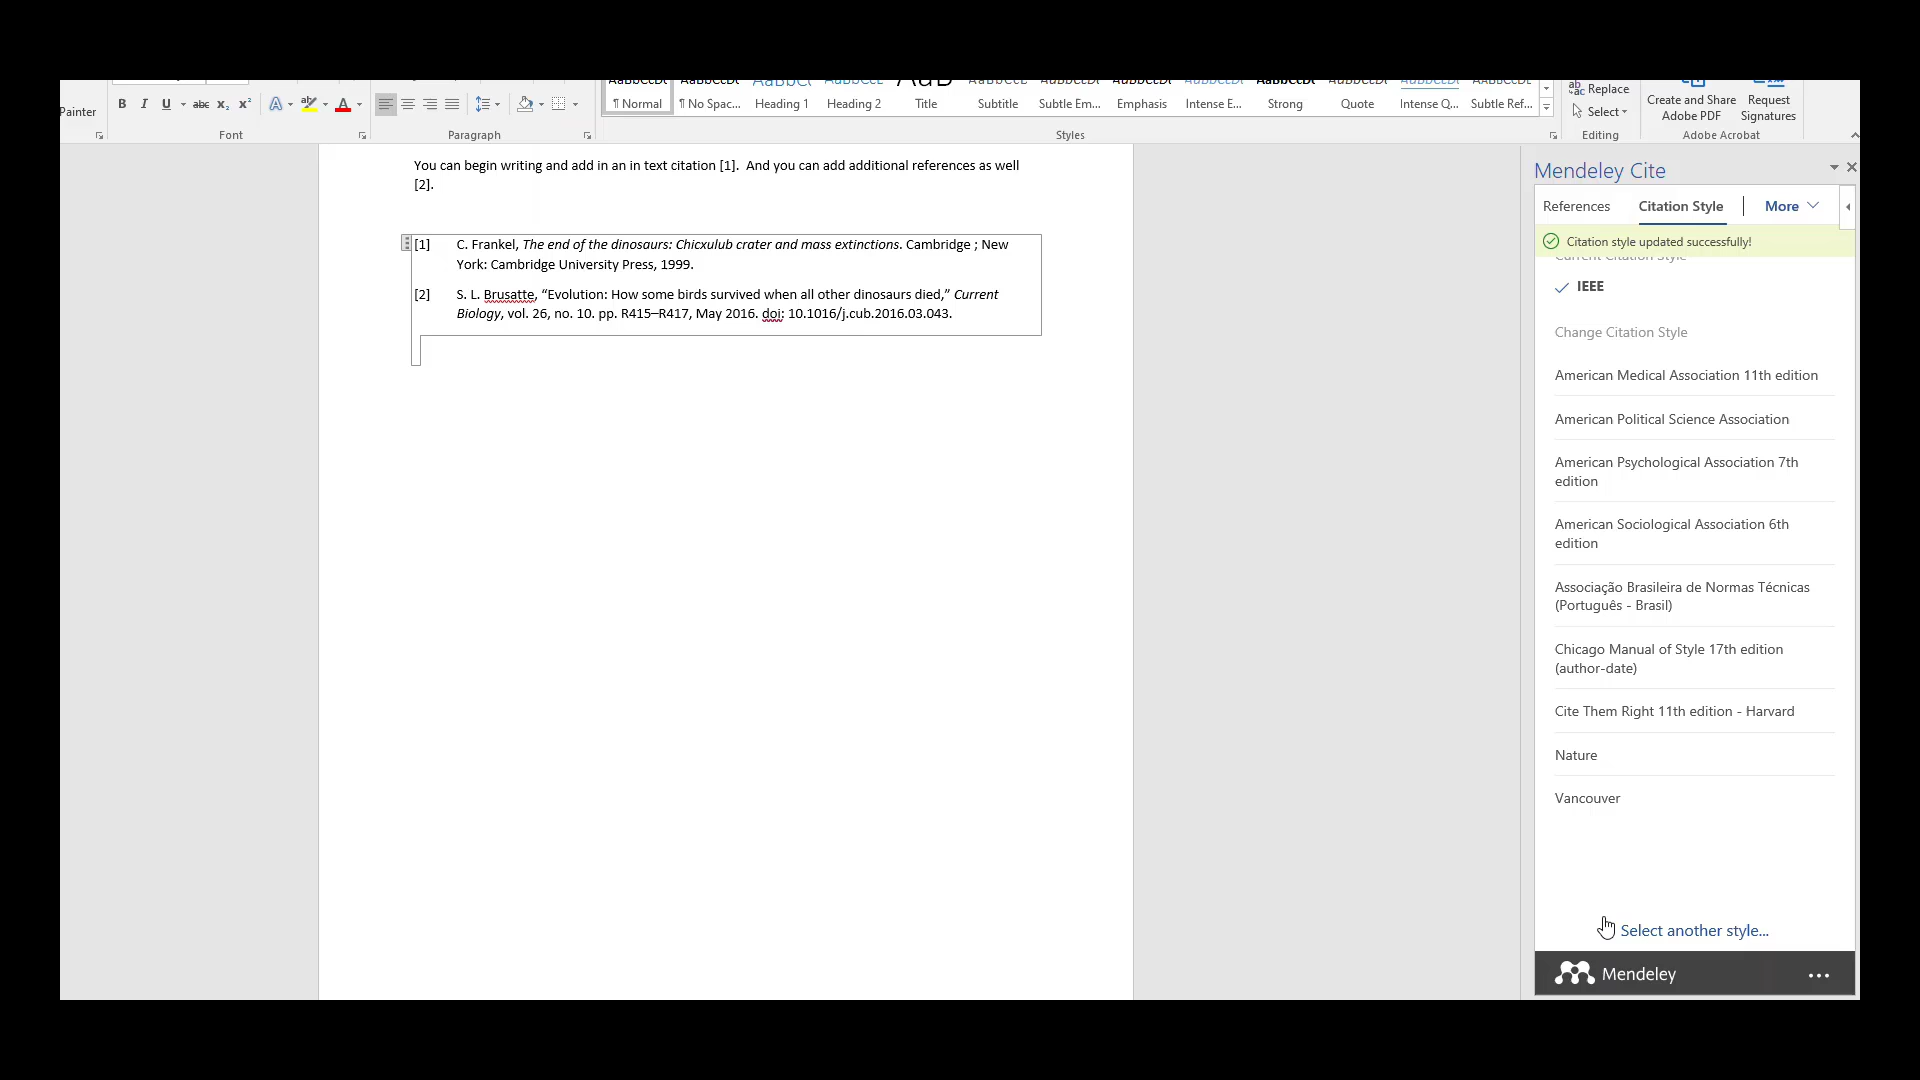 Painter
B I U abc x₂ x² A ab A
Replace
Select
¶ Normal ¶ No Spac... Heading 1 Heading 2 Title Subtitle Subtle Em... Emphasis Intense E... Strong Quote Intense Q... Subtle Ref...
Create and Share Adobe PDF
Request Signatures
Font Paragraph Styles Editing Adobe Acrobat
You can begin writing and add in an in text citation [1].  And you can add additional references as well
[2].
[1] C. Frankel, The end of the dinosaurs: Chicxulub crater and mass extinctions. Cambridge ; New
York: Cambridge University Press, 1999.
[2] S. L. Brusatte, “Evolution: How some birds survived when all other dinosaurs died,” Current
Biology, vol. 26, no. 10. pp. R415–R417, May 2016. doi: 10.1016/j.cub.2016.03.043.
Mendeley Cite
References Citation Style More
Citation style updated successfully!
Current Citation Style
IEEE
Change Citation Style
American Medical Association 11th edition
American Political Science Association
American Psychological Association 7th
edition
American Sociological Association 6th
edition
Associação Brasileira de Normas Técnicas
(Português - Brasil)
Chicago Manual of Style 17th edition
(author-date)
Cite Them Right 11th edition - Harvard
Nature
Vancouver
Select another style...
Mendeley